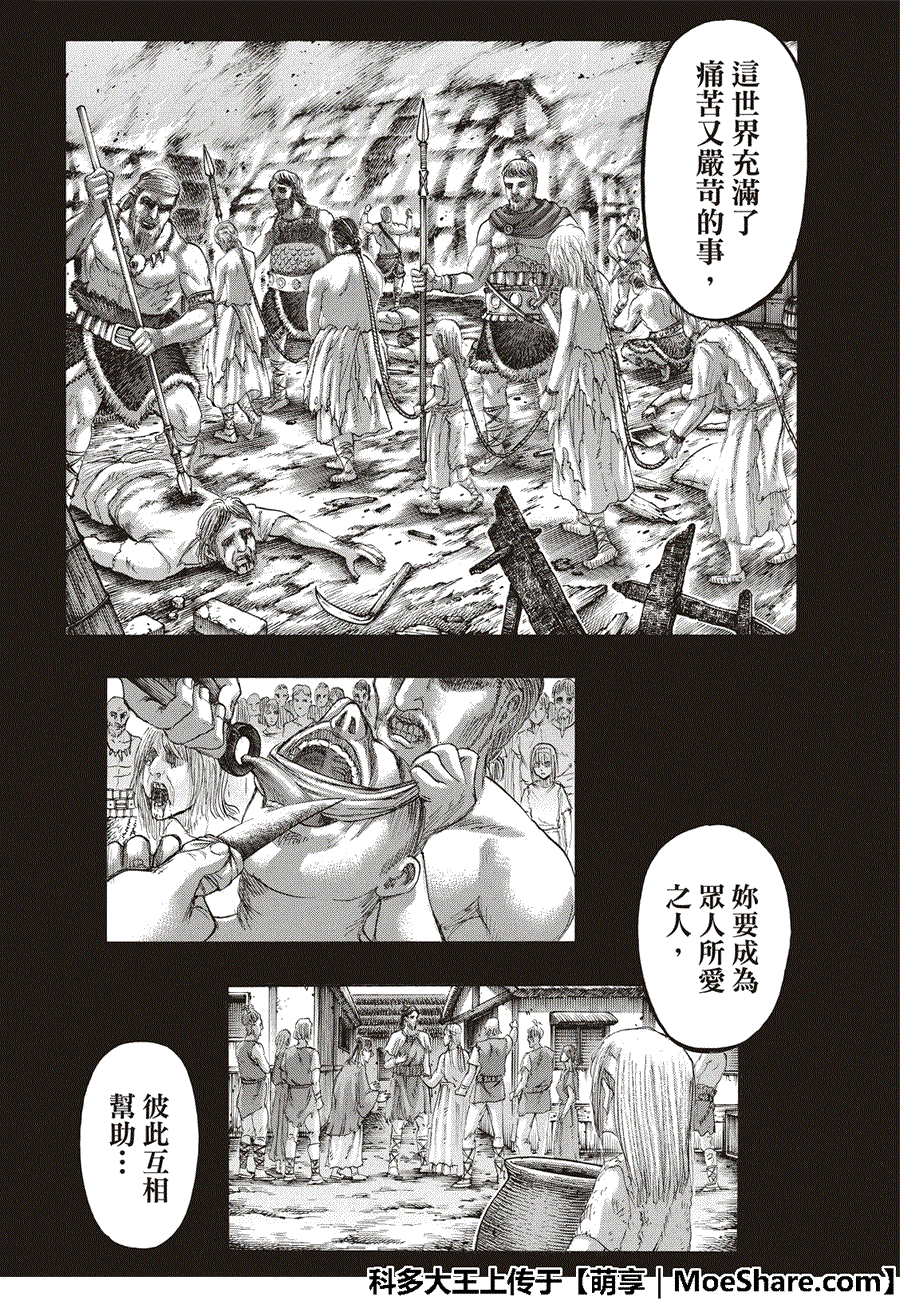 這世界充滿了
痛苦又嚴苛的事，
妳要成為
眾人所愛
之人，
彼此互相
幫助…
科多大王上传于【萌享｜MoeShare.com】